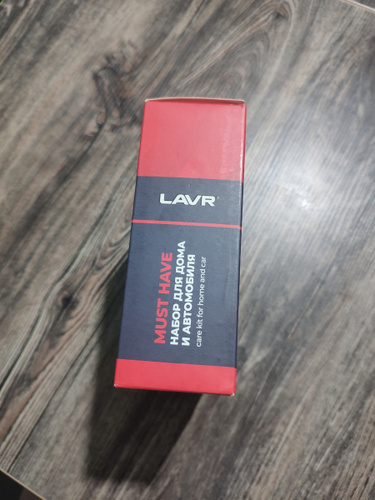 LAVR®
MUST HAVE
НАБОР ДЛЯ ДОМА
И АВТОМОБИЛЯ
care kit for home and car